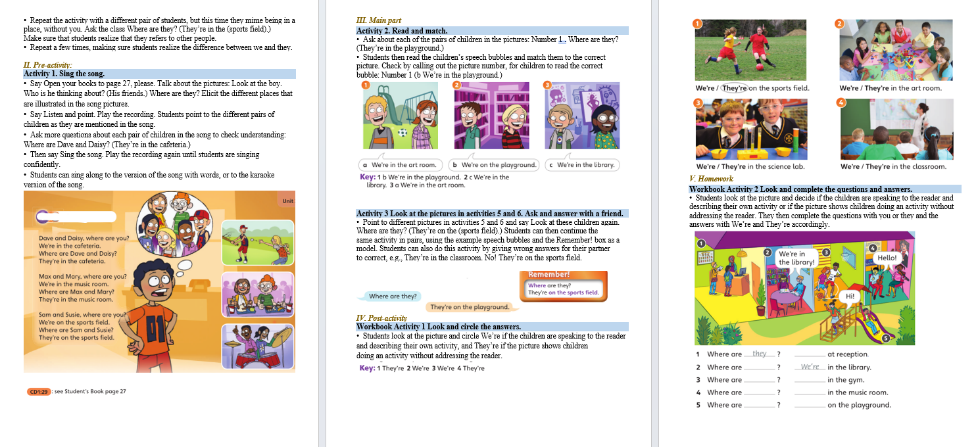 • Repeat the activity with a different pair of students, but this time they mime being in a
place, without you. Ask the class Where are they? (They're in the (sports field).)
Make sure that students realize that they refers to other people.
• Repeat a few times, making sure students realize the difference between we and they.
II. Pre-activity:
Activity 1. Sing the song.
• Say Open your books to page 27, please. Talk about the pictures: Look at the boy.
Who is he thinking about? (His friends.) Where are they? Elicit the different places that
are illustrated in the song pictures.
• Say Listen and point. Play the recording. Students point to the different pairs of
children as they are mentioned in the song.
• Ask more questions about each pair of children in the song to check understanding:
Where are Dave and Daisy? (They're in the cafeteria.)
• Then say Sing the song. Play the recording again until students are singing
confidently.
• Students can sing along to the version of the song with words, or to the karaoke
version of the song.
Unit
Dave and Daisy, where are you?
We're in the cafeteria.
Where are Dave and Daisy?
They're in the cafeteria.
Max and Mary, where are you?
We're in the music room.
Where are Max and Mary?
They're in the music room.
Sam and Susie, where are you?
We're on the sports field.
Where are Sam and Susie?
They're on the sports field.
CD1:29 : see Student's Book page 27
III. Main part
Activity 2. Read and match.
• Ask about each of the pairs of children in the pictures: Number 1., Where are they?
(They're in the playground.)
• Students then read the children's speech bubbles and match them to the correct
picture. Check by calling out the picture number, for children to read the correct
bubble: Number 1 (b We're in the playground.)
1 2 3
a We're in the art room. b We're on the playground. c We're in the library.
Key: 1 b We're in the playground. 2 c We're in the
library. 3 a We're in the art room.
Activity 3 Look at the pictures in activities 5 and 6. Ask and answer with a friend.
• Point to different pictures in activities 5 and 6 and say Look at these children again.
Where are they? (They're on the (sports field).) Students can then continue the
same activity in pairs, using the example speech bubbles and the Remember! box as a
model. Students can also do this activity by giving wrong answers for their partner
to correct, e.g., They're in the classroom. No! They're on the sports field.
Remember!
Where are they?
They're on the sports field.
Where are they?
They're on the playground.
IV. Post-activity
Workbook Activity 1 Look and circle the answers.
• Students look at the picture and circle We're if the children are speaking to the reader
and describing their own activity, and They're if the picture shows children
doing an activity without addressing the reader.
Key: 1 They're 2 We're 3 We're 4 They're
1 2
We're / They're on the sports field. We're / They're in the art room.
3 4
We're / They're in the science lab. We're / They're in the classroom.
V. Homework
Workbook Activity 2 Look and complete the questions and answers.
• Students look at the picture and decide if the children are speaking to the reader and
describing their own activity or if the picture shows children doing an activity without
addressing the reader. They then complete the questions with you or they and the
answers with We're and They're accordingly.
1
2 We're in
the library!
3
4 Hello!
Hi!
5
1 Where are they ? ______ at reception.
2 Where are ______ ? We're in the library.
3 Where are ______ ? ______ in the gym.
4 Where are ______ ? ______ in the music room.
5 Where are ______ ? ______ on the playground.